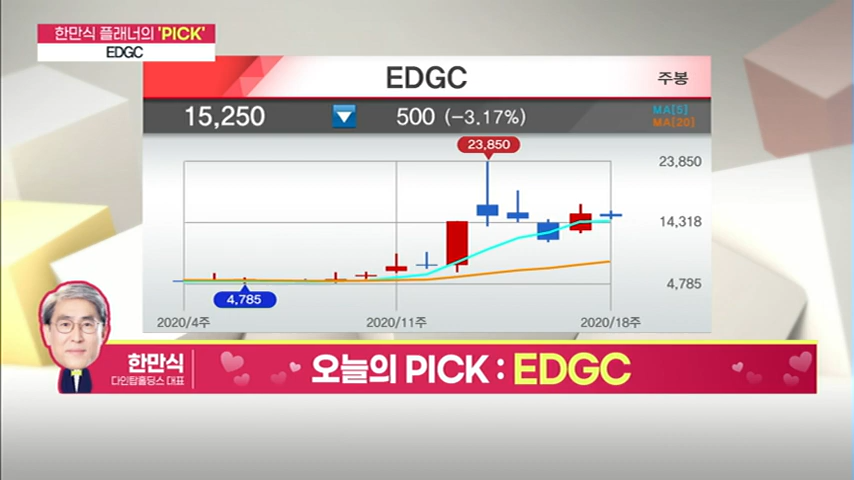 한만식 플래너의 'PICK'
EDGC
EDGC
주봉
15,250 ▼ 500 (-3.17%)
MA[5]
MA[20]
23,850
23,850
14,318
4,785
4,785
2020/4주 2020/11주 2020/18주
한만식
다인탑홀딩스 대표
오늘의 PICK : EDGC